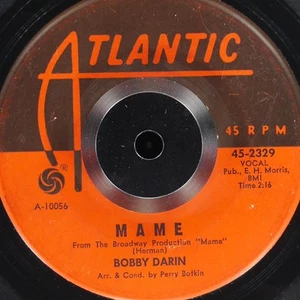 ATLANTIC
45 RPM
45-2329
VOCAL
Pub., E. H. Morris,
BMI
Time 2:16
A-10056
MAME
From The Broadway Production "Mame"
(Herman)
BOBBY DARIN
Arr. & Cond. by Perry Botkin